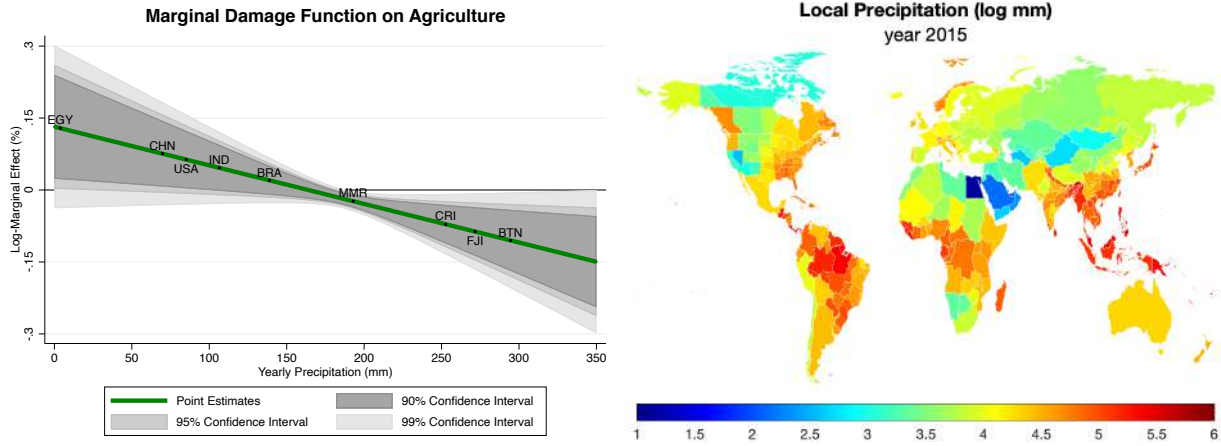 Marginal Damage Function on Agriculture
Log-Marginal Effect (%)
.3
.15
0
-.15
-.3
EGY
CHN
USA
IND
BRA
MMR
CRI
FJI
BTN
0 50 100 150 200 250 300 350
Yearly Precipitation (mm)
Point Estimates
90% Confidence Interval
95% Confidence Interval
99% Confidence Interval
Local Precipitation (log mm)
year 2015
1 1.5 2 2.5 3 3.5 4 4.5 5 5.5 6